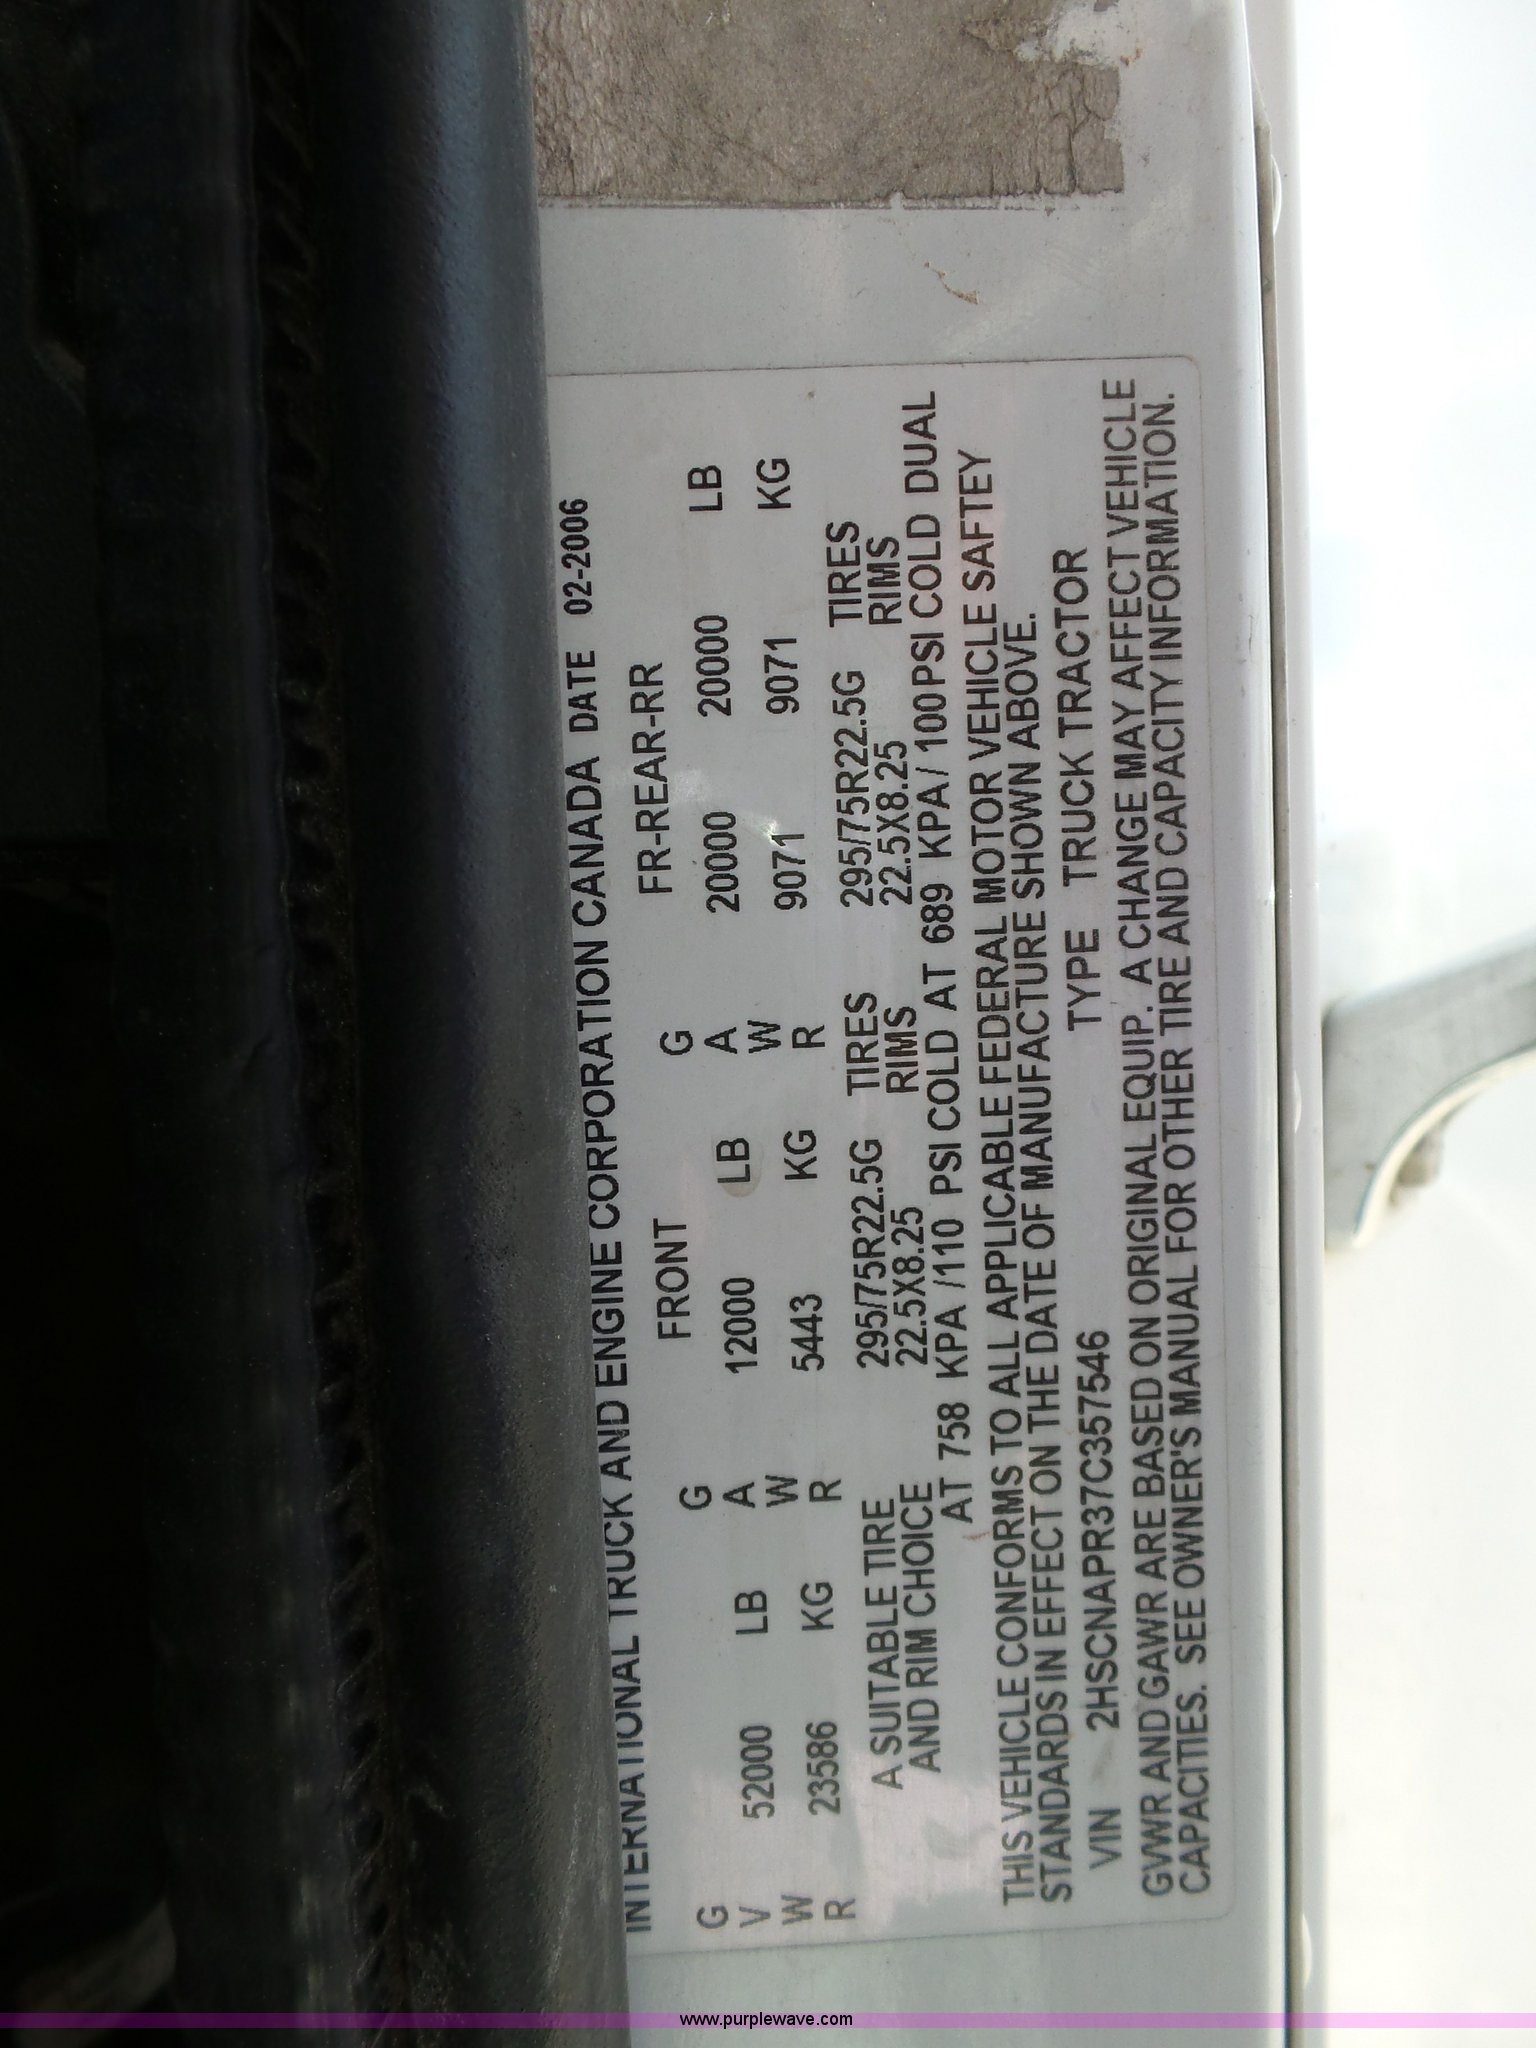 INTERNATIONAL TRUCK AND ENGINE CORPORATION CANADA DATE 02-2006
FRONT FR-REAR-RR
G G G
V 52000 LB A 12000 LB A 20000 20000 LB
W W W
R 23586 KG R 5443 KG R 9071 9071 KG
A SUITABLE TIRE 295/75R22.5G TIRES 295/75R22.5G TIRES
AND RIM CHOICE 22.5X8.25 RIMS 22.5X8.25 RIMS
AT 758 KPA /110 PSI COLD AT 689 KPA/ 100PSI COLD DUAL
THIS VEHICLE CONFORMS TO ALL APPLICABLE FEDERAL MOTOR VEHICLE SAFTEY
STANDARDS IN EFFECT ON THE DATE OF MANUFACTURE SHOWN ABOVE.
VIN 2HSCNAPR37C357546 TYPE TRUCK TRACTOR
GVWR AND GAWR ARE BASED ON ORIGINAL EQUIP. A CHANGE MAY AFFECT VEHICLE
CAPACITIES. SEE OWNER'S MANUAL FOR OTHER TIRE AND CAPACITY INFORMATION.
www.purplewave.com